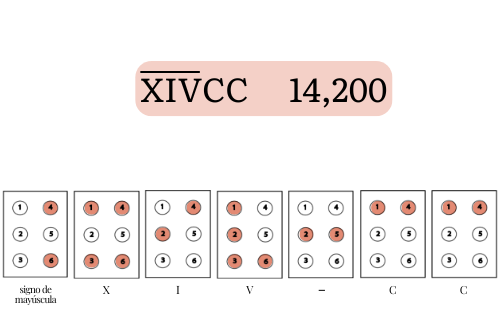 X̅I̅V̅CC 14,200
1 4 1 4 1 4 1 4 1 4 1 4 1 4
2 5 2 5 2 5 2 5 2 5 2 5 2 5
3 6 3 6 3 6 3 6 3 6 3 6 3 6
signo de mayúscula X I V – C C